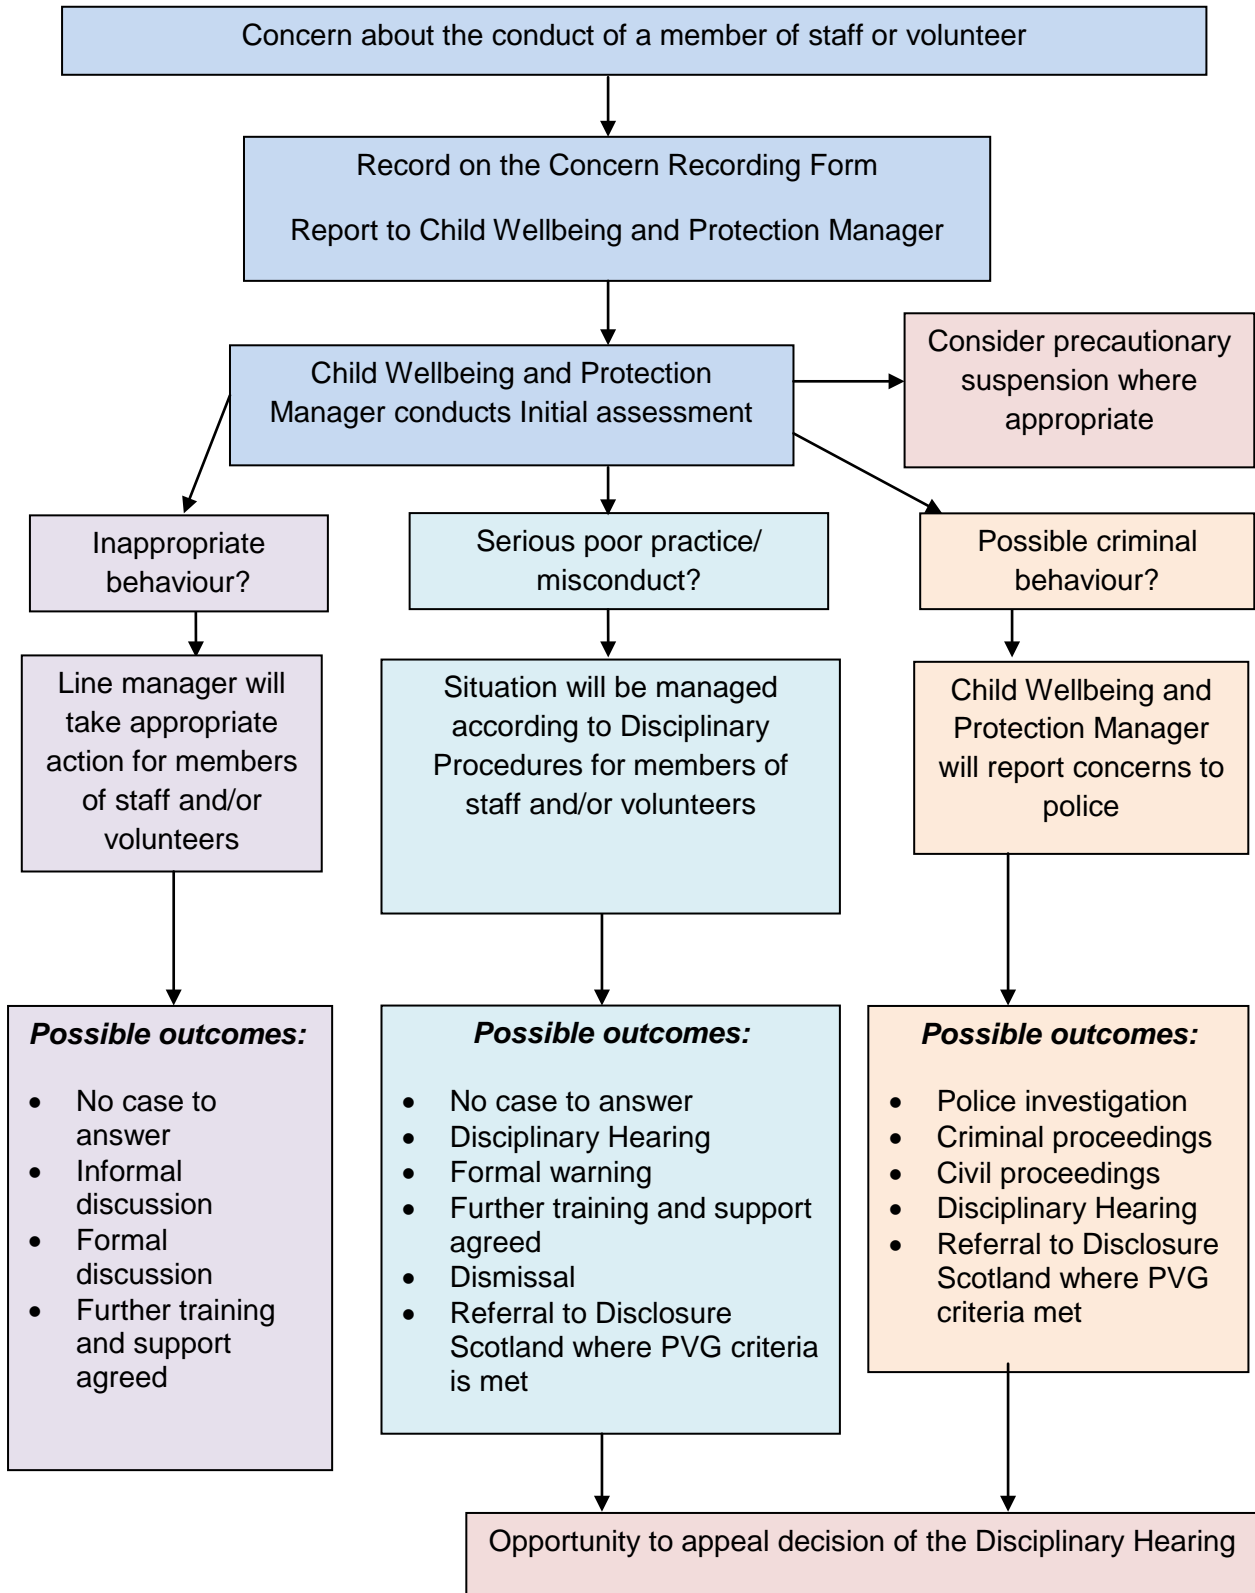 Concern about the conduct of a member of staff or volunteer
Record on the Concern Recording Form
Report to Child Wellbeing and Protection Manager
Consider precautionary
suspension where
appropriate
Child Wellbeing and Protection
Manager conducts Initial assessment
Inappropriate
behaviour?
Serious poor practice/
misconduct?
Possible criminal
behaviour?
Line manager will
take appropriate
action for members
of staff and/or
volunteers
Situation will be managed
according to Disciplinary
Procedures for members of
staff and/or volunteers
Child Wellbeing and
Protection Manager
will report concerns to
police
Possible outcomes:
• No case to
answer
• Informal
discussion
• Formal
discussion
• Further training
and support
agreed
Possible outcomes:
• No case to answer
• Disciplinary Hearing
• Formal warning
• Further training and support
agreed
• Dismissal
• Referral to Disclosure
Scotland where PVG criteria
is met
Possible outcomes:
• Police investigation
• Criminal proceedings
• Civil proceedings
• Disciplinary Hearing
• Referral to Disclosure
Scotland where PVG
criteria met
Opportunity to appeal decision of the Disciplinary Hearing